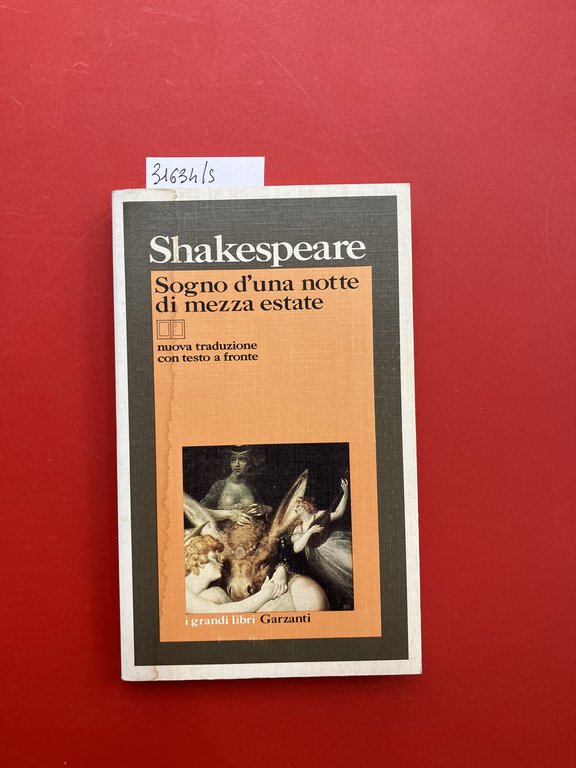 31634/s
Shakespeare
Sogno d'una notte
di mezza estate
nuova traduzione
con testo a fronte
i grandi libri Garzanti